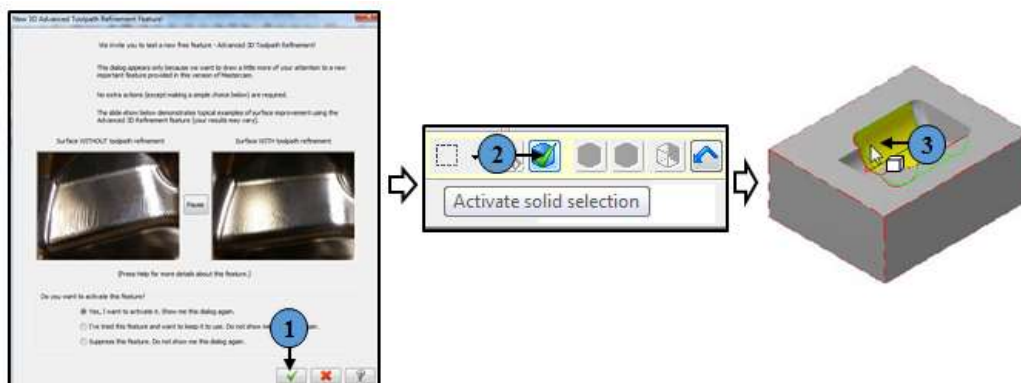 New 3D Advanced Toolpath Refinement Feature!
We invite you to test a new free feature - Advanced 3D Toolpath Refinement!
This dialog appears only because we want to draw a little more of your attention to a new
important feature provided in this version of Mastercam.
No extra actions (except making a simple choice below) are required.
The slide show below demonstrates typical examples of surface improvement using the
Advanced 3D Refinement feature (your results may vary).
Surface WITHOUT toolpath refinement
Surface WITH toolpath refinement
Pause
(Press Help for more details about the feature.)
Do you want to activate this feature?
Yes, I want to activate it. Show me this dialog again.
I've tried this feature and want to keep it to use. Do not show again.
Suppress this feature. Do not show me this dialog again.
1
2
Activate solid selection
3